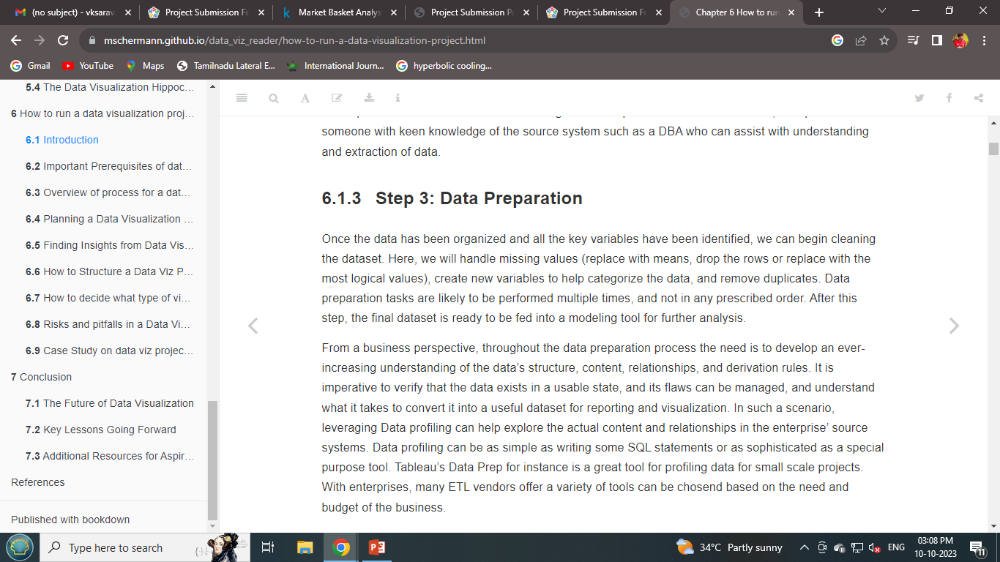 (no subject) - vksarav
Project Submission Fo
Market Basket Analys
Project Submission Pa
Project Submission Fo
Chapter 6 How to run
mschermann.github.io/data_viz_reader/how-to-run-a-data-visualization-project.html
Gmail
YouTube
Maps
Tamilnadu Lateral E...
International Journ...
hyperbolic cooling...
5.4 The Data Visualization Hippoc...
6 How to run a data visualization proj...
6.1 Introduction
6.2 Important Prerequisites of dat...
6.3 Overview of process for a dat...
6.4 Planning a Data Visualization ...
6.5 Finding Insights from Data Vis...
6.6 How to Structure a Data Viz P...
6.7 How to decide what type of vi...
6.8 Risks and pitfalls in a Data Vi...
6.9 Case Study on data viz projec...
7 Conclusion
7.1 The Future of Data Visualization
7.2 Key Lessons Going Forward
7.3 Additional Resources for Aspir...
References
Published with bookdown
someone with keen knowledge of the source system such as a DBA who can assist with understanding
and extraction of data.
6.1.3 Step 3: Data Preparation
Once the data has been organized and all the key variables have been identified, we can begin cleaning
the dataset. Here, we will handle missing values (replace with means, drop the rows or replace with the
most logical values), create new variables to help categorize the data, and remove duplicates. Data
preparation tasks are likely to be performed multiple times, and not in any prescribed order. After this
step, the final dataset is ready to be fed into a modeling tool for further analysis.
From a business perspective, throughout the data preparation process the need is to develop an ever-
increasing understanding of the data's structure, content, relationships, and derivation rules. It is
imperative to verify that the data exists in a usable state, and its flaws can be managed, and understand
what it takes to convert it into a useful dataset for reporting and visualization. In such a scenario,
leveraging Data profiling can help explore the actual content and relationships in the enterprise' source
systems. Data profiling can be as simple as writing some SQL statements or as sophisticated as a special
purpose tool. Tableau's Data Prep for instance is a great tool for profiling data for small scale projects.
With enterprises, many ETL vendors offer a variety of tools can be chosend based on the need and
budget of the business.
Type here to search
34°C Partly sunny
ENG
03:08 PM
10-10-2023
11